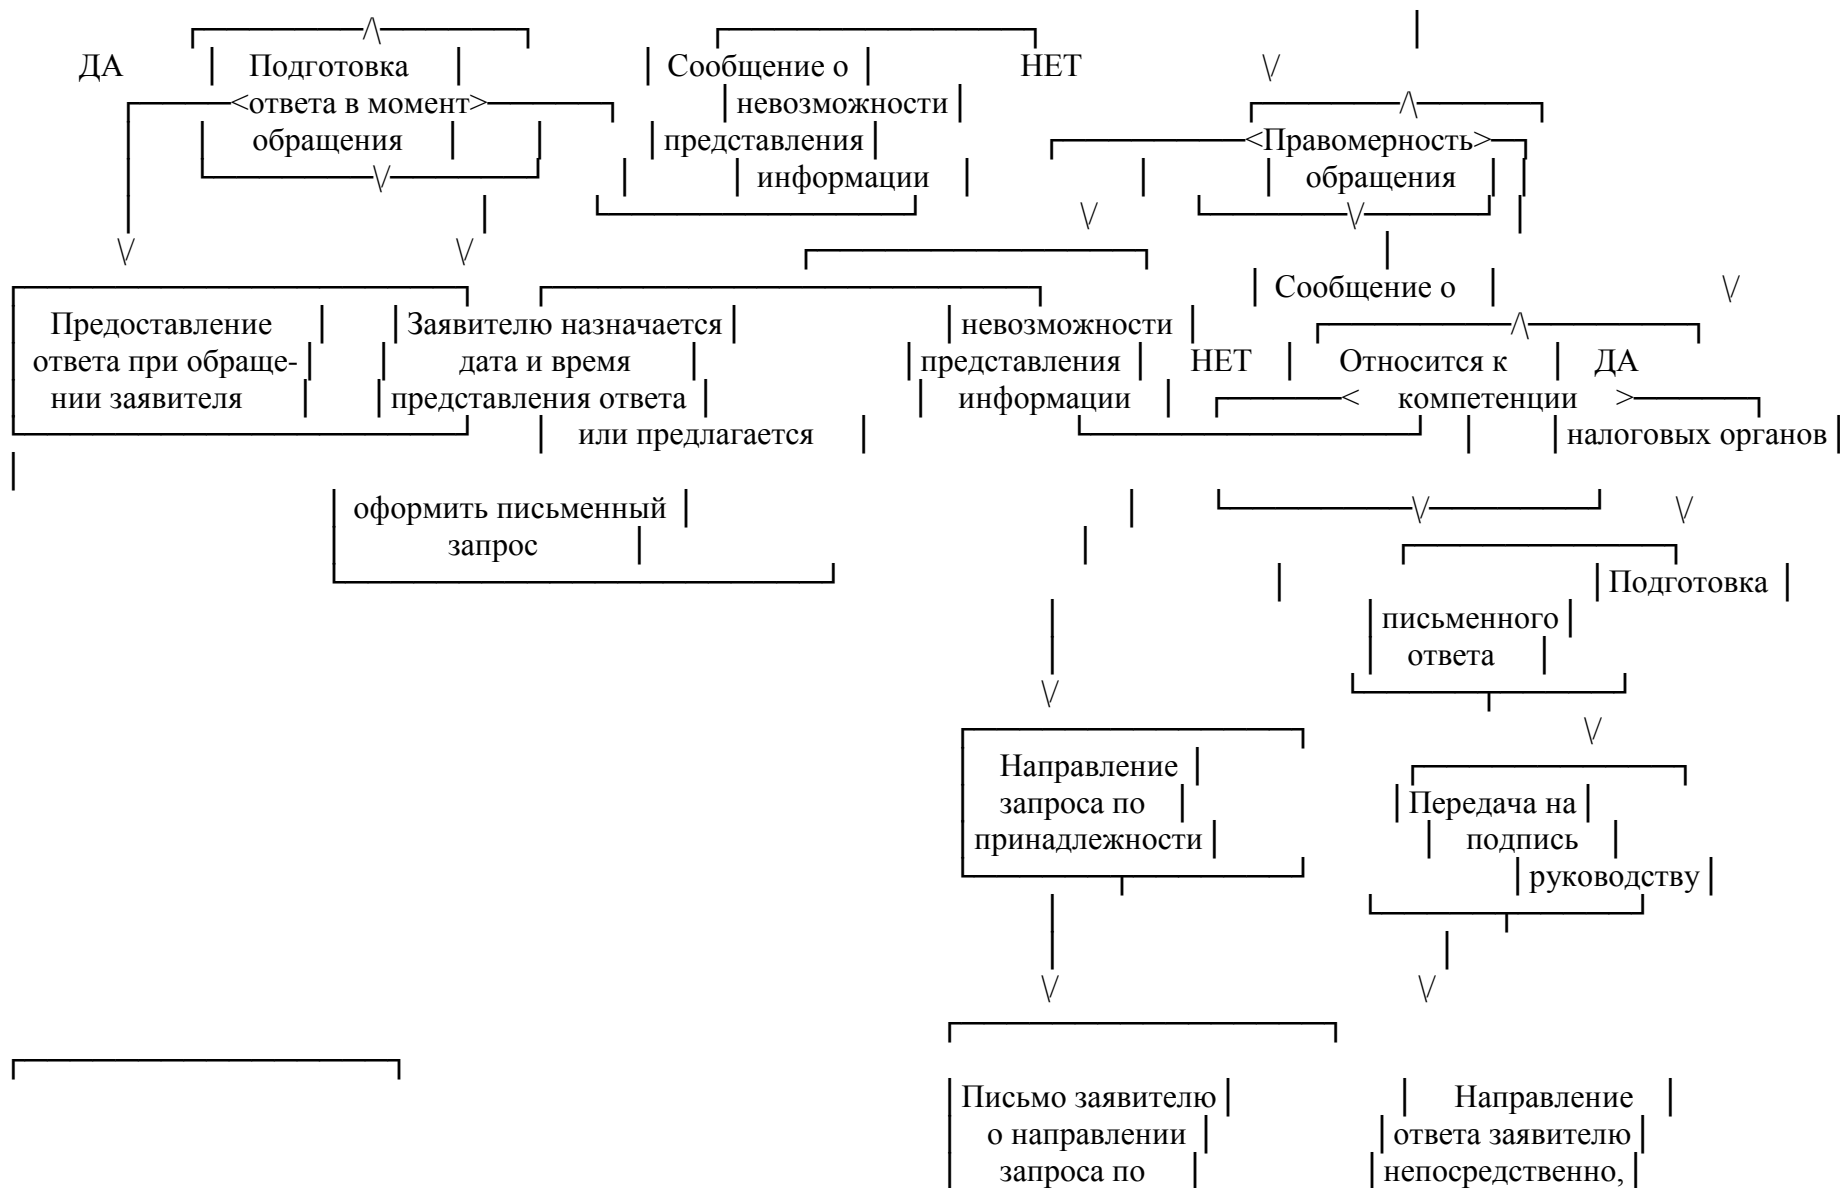 ДА Подготовка Сообщение о НЕТ
<ответа в момент> невозможности
обращения представления <Правомерность>
информации обращения
Сообщение о
Предоставление Заявителю назначается невозможности
ответа при обраще- дата и время представления НЕТ Относится к ДА
нии заявителя представления ответа информации < компетенции >
или предлагается налоговых органов
оформить письменный
запрос
Подготовка
письменного
ответа
Направление
запроса по Передача на
принадлежности подпись
руководству
Письмо заявителю Направление
о направлении ответа заявителю
запроса по непосредственно,